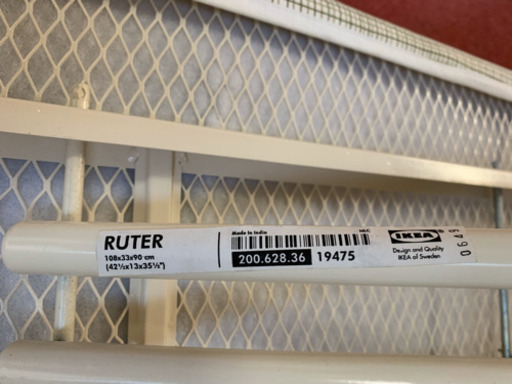 RUTER
108x33x90 cm
(42½x13x35½")
Made in India
200.628.36 19475
IKEA®
Design and Quality
IKEA of Sweden